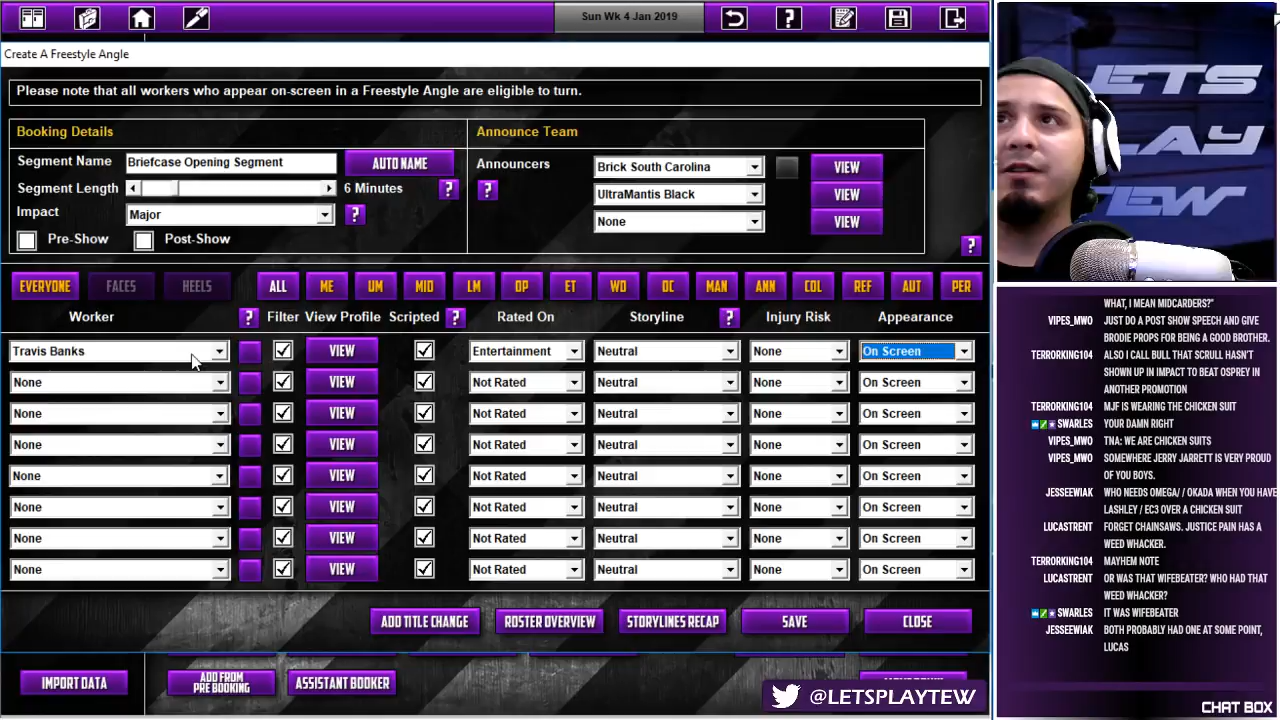 Sun Wk 4 Jan 2019
Create A Freestyle Angle
Please note that all workers who appear on-screen in a Freestyle Angle are eligible to turn.
Booking Details
Announce Team
Segment Name Briefcase Opening Segment AUTO NAME
Segment Length 6 Minutes ?
Impact Major ?
Pre-Show Post-Show
Announcers Brick South Carolina VIEW
? UltraMantis Black VIEW
None VIEW
?
EVERYONE FACES HEELS ALL ME UM MID LM OP ET WO OC MAN ANN COL REF AUT PER
Worker ? Filter View Profile Scripted ? Rated On Storyline ? Injury Risk Appearance
Travis Banks VIEW Entertainment Neutral None On Screen
None VIEW Not Rated Neutral None On Screen
None VIEW Not Rated Neutral None On Screen
None VIEW Not Rated Neutral None On Screen
None VIEW Not Rated Neutral None On Screen
None VIEW Not Rated Neutral None On Screen
None VIEW Not Rated Neutral None On Screen
None VIEW Not Rated Neutral None On Screen
ADD TITLE CHANGE ROSTER OVERVIEW STORYLINES RECAP SAVE CLOSE
IMPORT DATA
ADD FROM
PRE BOOKING
ASSISTANT BOOKER
@LETSPLAYTEW
LETS
PLAY
TEW
WHAT, I MEAN MIDCARDERS?"
VIPES_MWO JUST DO A POST SHOW SPEECH AND GIVE
BRODIE PROPS FOR BEING A GOOD BROTHER.
TERRORKING104 ALSO I CALL BULL THAT SCRULL HASN'T
SHOWN UP IN IMPACT TO BEAT OSPREY IN
ANOTHER PROMOTION
TERRORKING104 MJF IS WEARING THE CHICKEN SUIT
SWARLES YOUR DAMN RIGHT
VIPES_MWO TNA: WE ARE CHICKEN SUITS
VIPES_MWO SOMEWHERE JERRY JARRETT IS VERY PROUD
OF YOU BOYS.
JESSEEWIAK WHO NEEDS OMEGA// OKADA WHEN YOU HAVE
LASHLEY / EC3 OVER A CHICKEN SUIT
LUCASTRENT FORGET CHAINSAWS. JUSTICE PAIN HAS A
WEED WHACKER.
TERRORKING104 MAYHEM NOTE
LUCASTRENT OR WAS THAT WIFEBEATER? WHO HAD THAT
WEED WHACKER?
SWARLES IT WAS WIFEBEATER
JESSEEWIAK BOTH PROBABLY HAD ONE AT SOME POINT,
LUCAS
CHAT BOX